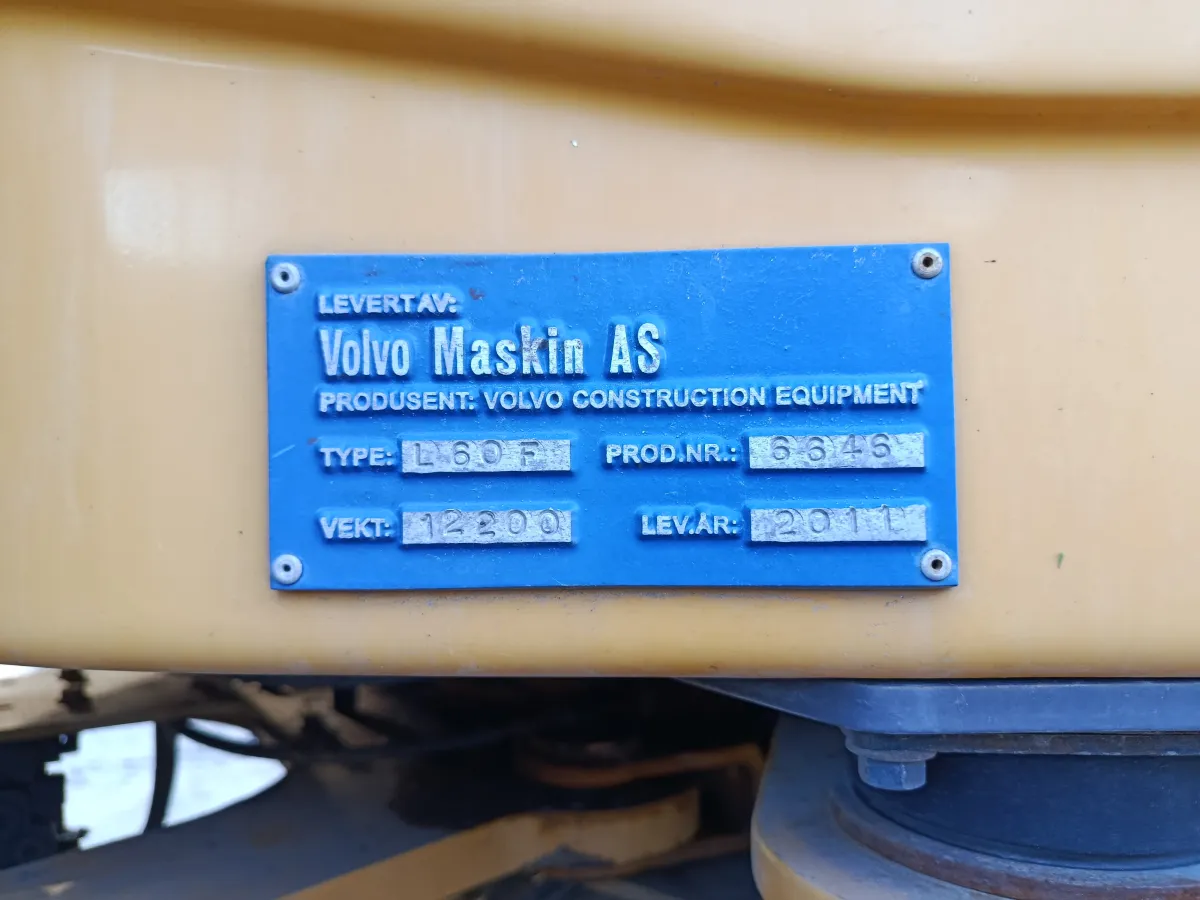 LEVERT AV:
Volvo Maskin AS
PRODUSENT: VOLVO CONSTRUCTION EQUIPMENT
TYPE: L60F PROD.NR.: 6646
VEKT: 12200 LEV.ÅR: 2011